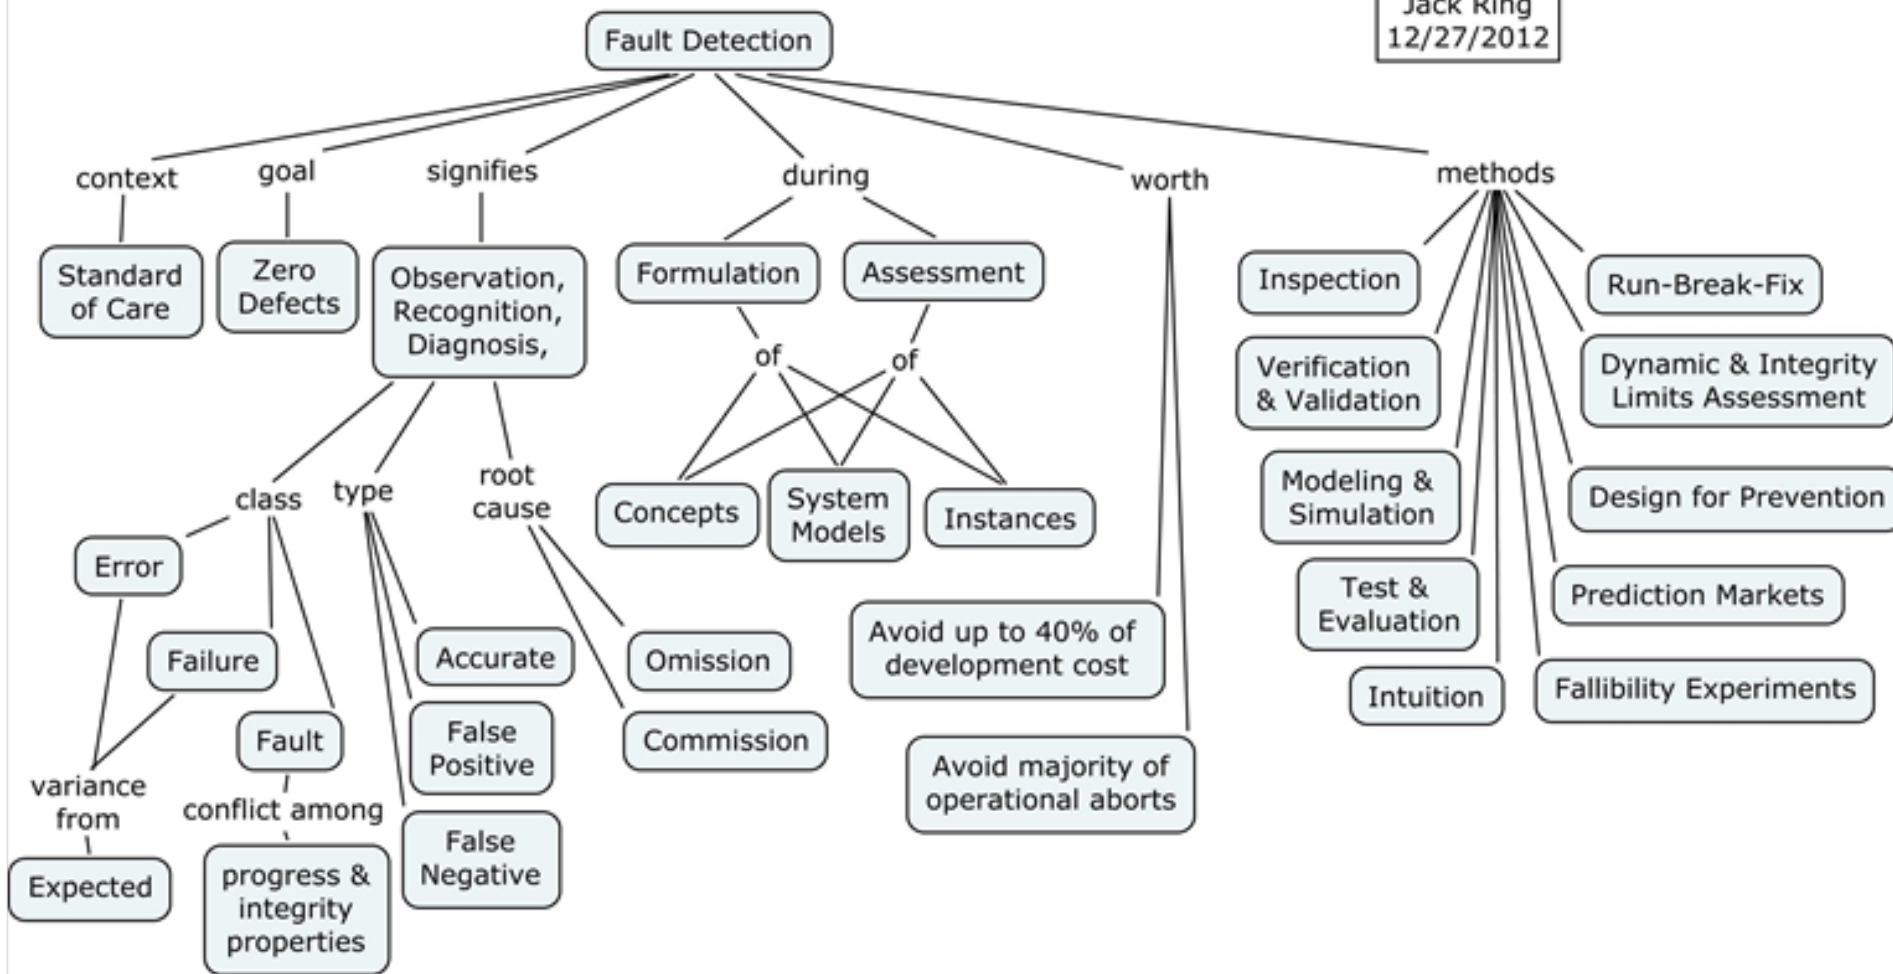 Jack Ring
12/27/2012
Fault Detection
context
goal
signifies
during
worth
methods
Standard
of Care
Zero
Defects
Observation,
Recognition,
Diagnosis,
Formulation
Assessment
of
of
Concepts
System
Models
Instances
class
type
root
cause
Error
Failure
Fault
variance
from
Expected
conflict among
progress &
integrity
properties
Accurate
False
Positive
False
Negative
Omission
Commission
Avoid up to 40% of
development cost
Avoid majority of
operational aborts
Inspection
Verification
& Validation
Modeling &
Simulation
Test &
Evaluation
Intuition
Run-Break-Fix
Dynamic & Integrity
Limits Assessment
Design for Prevention
Prediction Markets
Fallibility Experiments